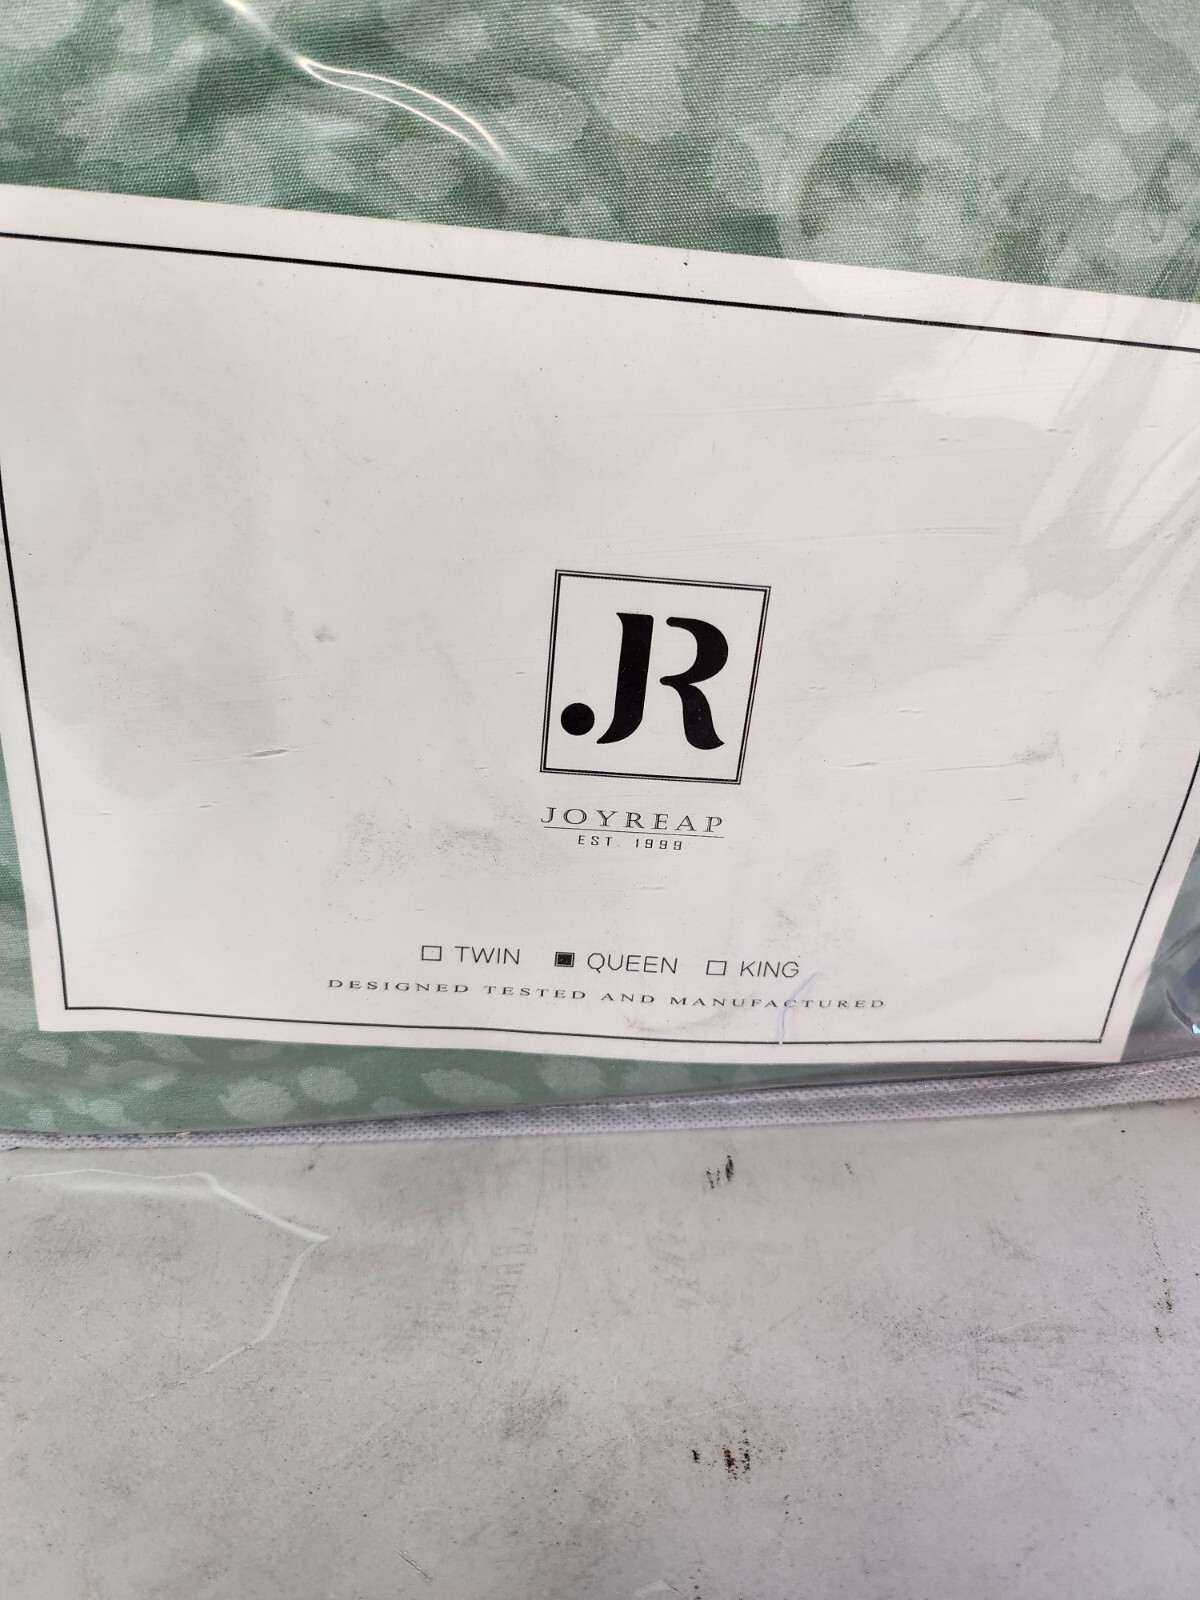 .JR
JOYREAP
EST. 1999
☐ TWIN ■ QUEEN ☐ KING
DESIGNED TESTED AND MANUFACTURED